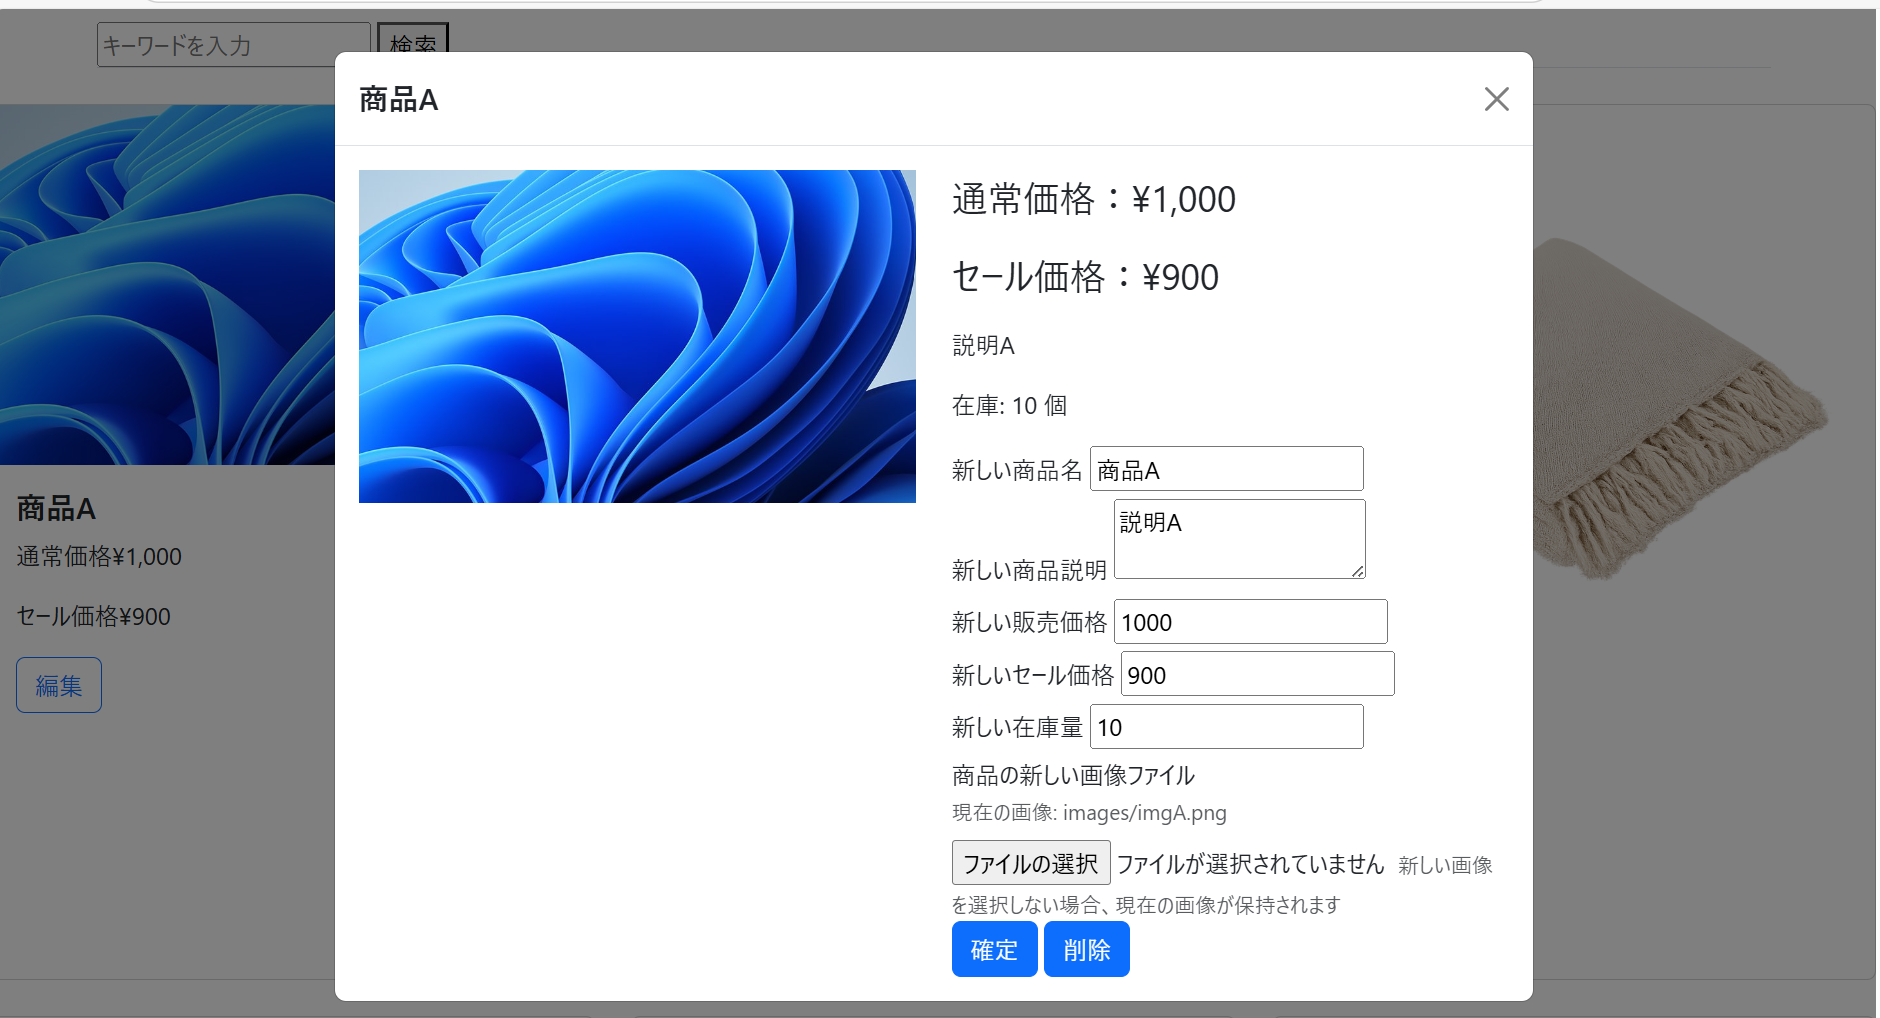 キーワードを入力 検索
商品A
通常価格：¥1,000
セール価格：¥900
説明A
在庫: 10 個
新しい商品名 商品A
新しい商品説明 説明A
新しい販売価格 1000
新しいセール価格 900
新しい在庫量 10
商品の新しい画像ファイル
現在の画像: images/imgA.png
ファイルの選択 ファイルが選択されていません 新しい画像
を選択しない場合、現在の画像が保持されます
確定 削除
商品A
通常価格¥1,000
セール価格¥900
編集